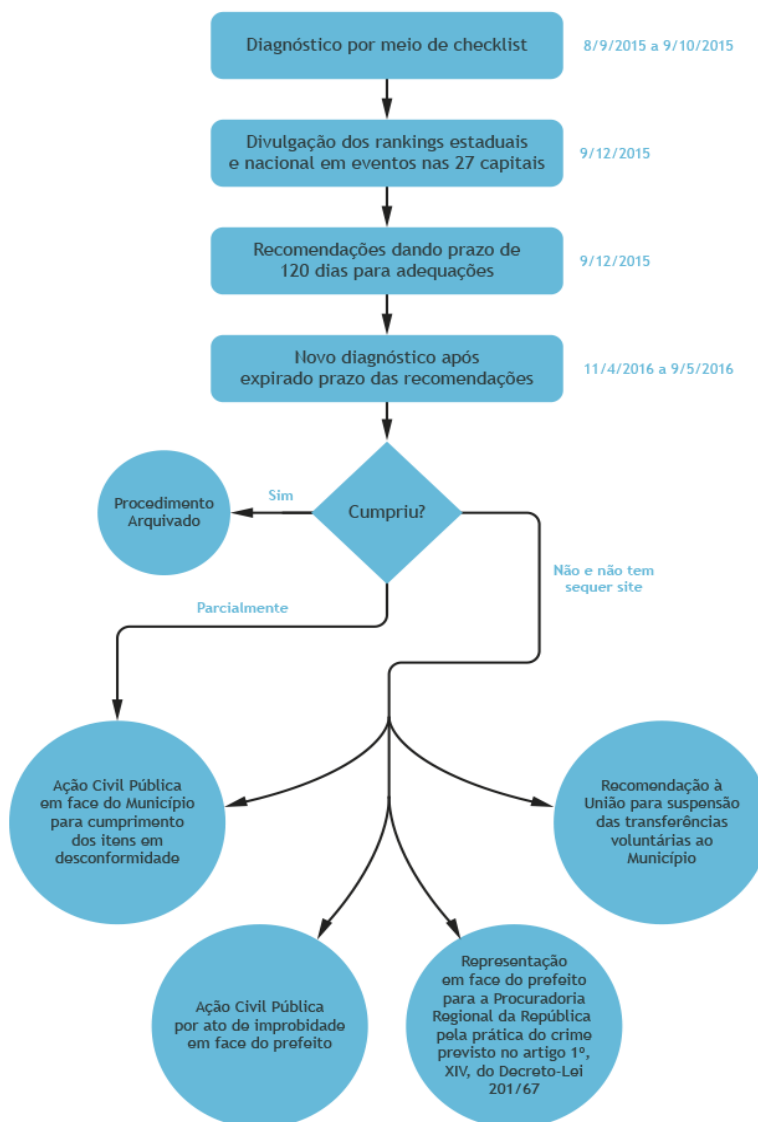 Diagnóstico por meio de checklist
8/9/2015 a 9/10/2015
Divulgação dos rankings estaduais
e nacional em eventos nas 27 capitais
9/12/2015
Recomendações dando prazo de
120 dias para adequações
9/12/2015
Novo diagnóstico após
expirado prazo das recomendações
11/4/2016 a 9/5/2016
Cumpriu?
Sim
Procedimento
Arquivado
Não e não tem
sequer site
Parcialmente
Ação Civil Pública
em face do Município
para cumprimento
dos itens em
desconformidade
Recomendação à
União para suspensão
das transferências
voluntárias ao
Município
Ação Civil Pública
por ato de improbidade
em face do prefeito
Representação
em face do prefeito
para a Procuradoria
Regional da República
pela prática do crime
previsto no artigo 1º,
XIV, do Decreto-Lei
201/67